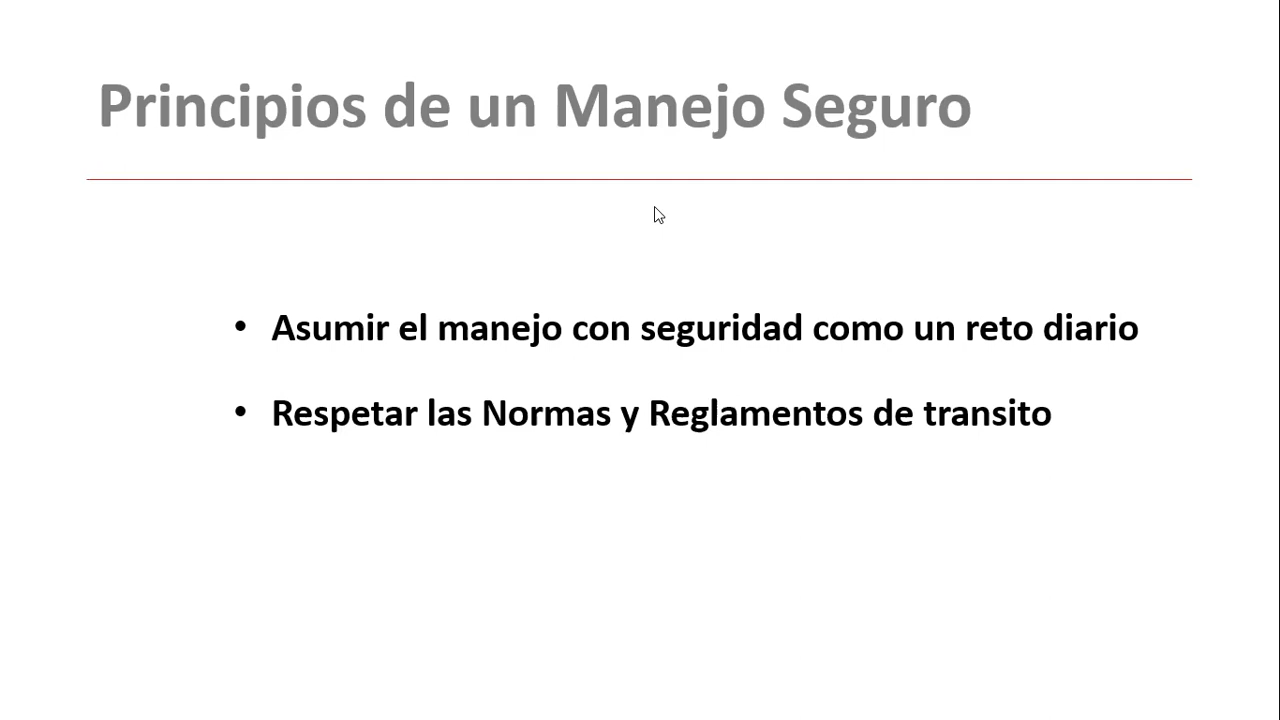 Principios de un Manejo Seguro
• Asumir el manejo con seguridad como un reto diario
• Respetar las Normas y Reglamentos de transito